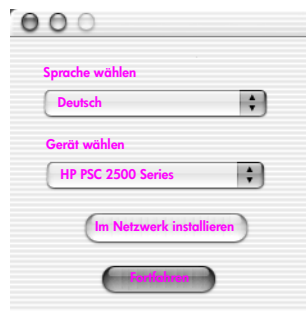 Sprache wählen
Deutsch
Gerät wählen
HP PSC 2500 Series
Im Netzwerk installieren
Fortfahren